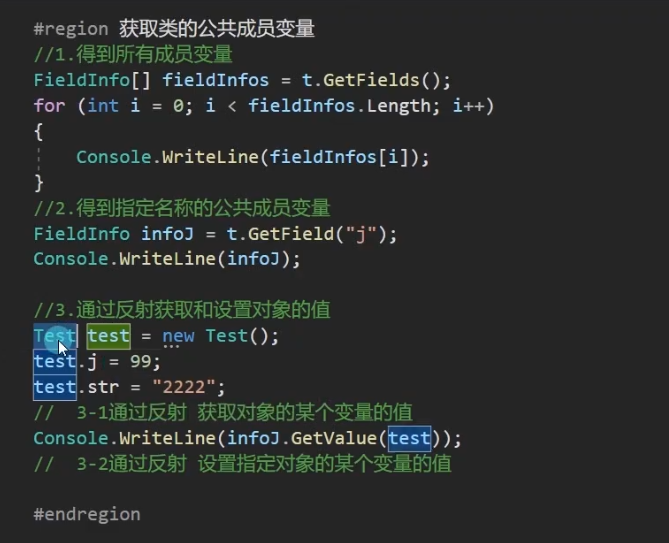 #region 获取类的公共成员变量
//1.得到所有成员变量
FieldInfo[] fieldInfos = t.GetFields();
for (int i = 0; i < fieldInfos.Length; i++)
{
Console.WriteLine(fieldInfos[i]);
}
//2.得到指定名称的公共成员变量
FieldInfo infoJ = t.GetField("j");
Console.WriteLine(infoJ);
//3.通过反射获取和设置对象的值
Test test = new Test();
test.j = 99;
test.str = "2222";
//  3-1通过反射 获取对象的某个变量的值
Console.WriteLine(infoJ.GetValue(test));
//  3-2通过反射 设置指定对象的某个变量的值
#endregion